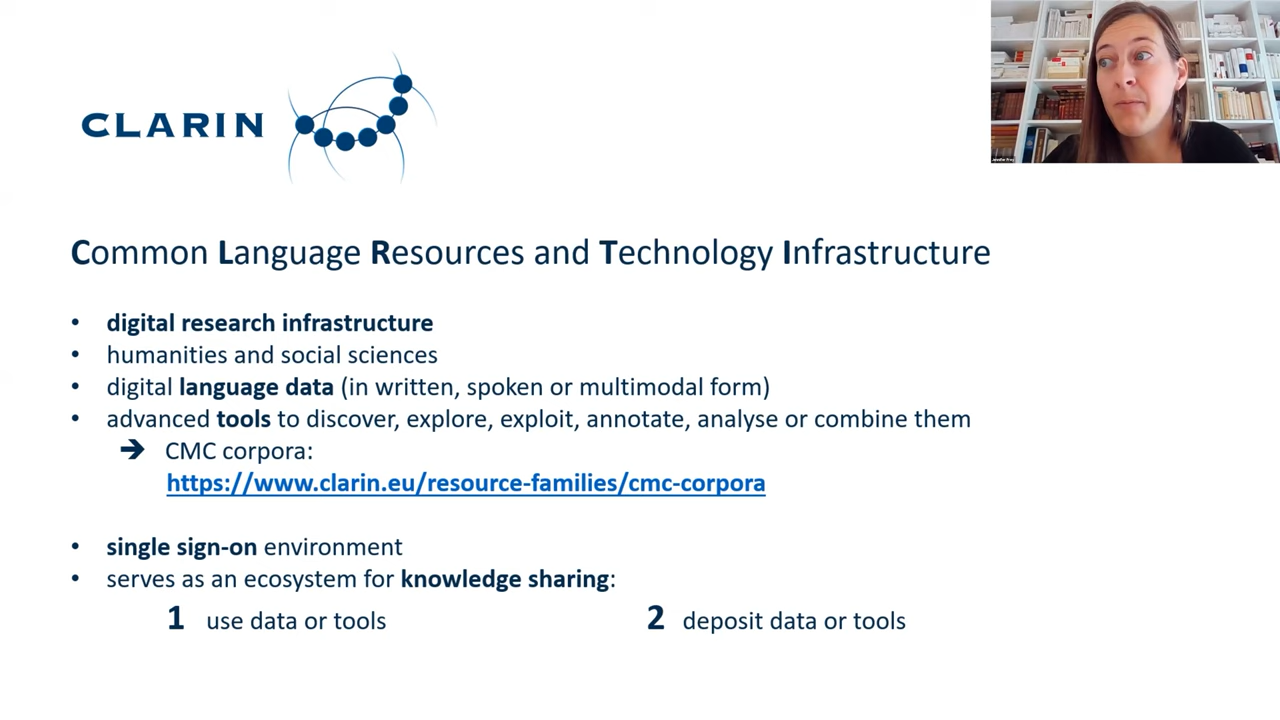 CLARIN
Common Language Resources and Technology Infrastructure
• digital research infrastructure
• humanities and social sciences
• digital language data (in written, spoken or multimodal form)
• advanced tools to discover, explore, exploit, annotate, analyse or combine them
➔ CMC corpora:
https://www.clarin.eu/resource-families/cmc-corpora
• single sign-on environment
• serves as an ecosystem for knowledge sharing:
1 use data or tools 2 deposit data or tools